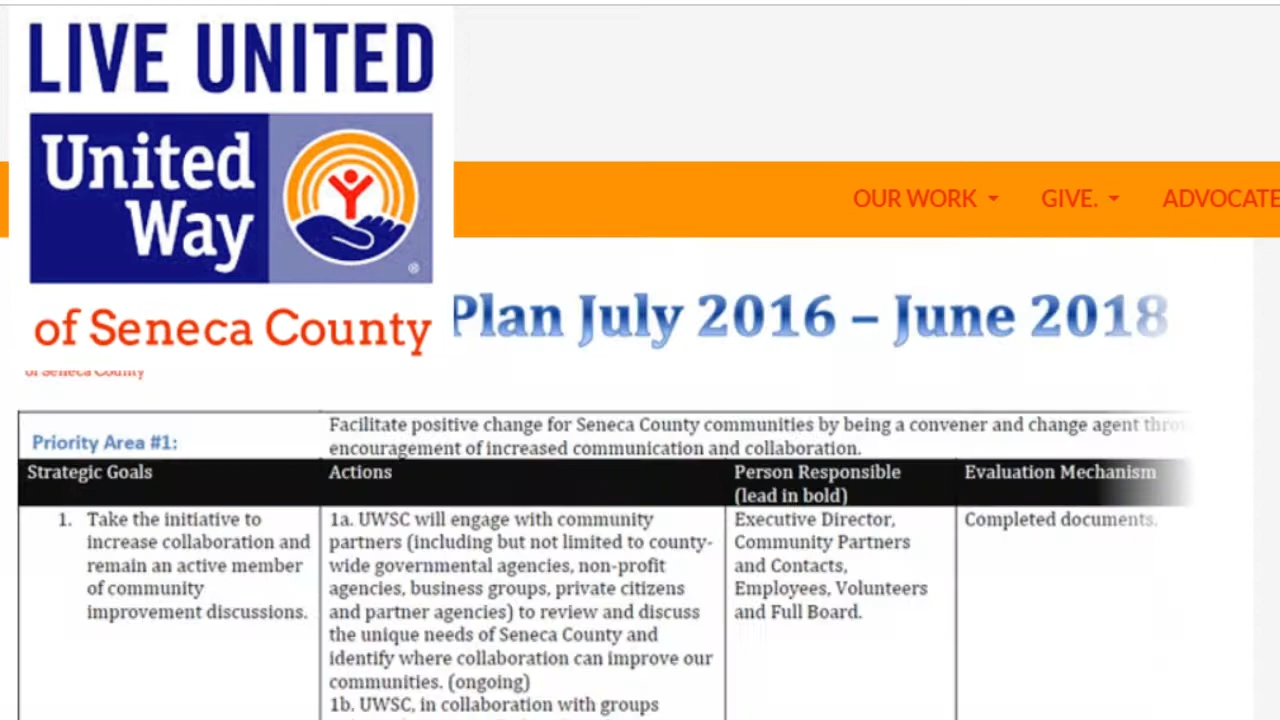 LIVE UNITED
United
Way
®
of Seneca County
OUR WORK
GIVE.
ADVOCATE
Plan July 2016 – June 2018
of Seneca County
Priority Area #1:
Facilitate positive change for Seneca County communities by being a convener and change agent
encouragement of increased communication and collaboration.
Strategic Goals
Actions
Person Responsible
(lead in bold)
Evaluation Mechanism
1. Take the initiative to
increase collaboration and
remain an active member
of community
improvement discussions.
1a. UWSC will engage with community
partners (including but not limited to county-
wide governmental agencies, non-profit
agencies, business groups, private citizens
and partner agencies) to review and discuss
the unique needs of Seneca County and
identify where collaboration can improve our
communities. (ongoing)
1b. UWSC, in collaboration with groups
Executive Director,
Community Partners
and Contacts,
Employees, Volunteers
and Full Board.
Completed documents.